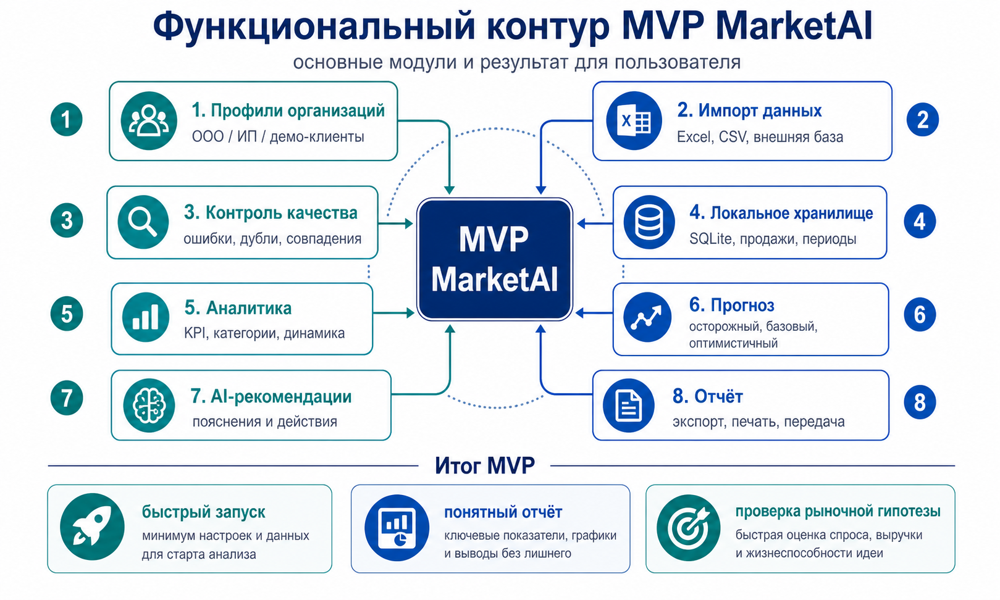 Функциональный контур MVP MarketAI
основные модули и результат для пользователя
1
1. Профили организаций
ООО / ИП / демо-клиенты
2. Импорт данных
Excel, CSV, внешняя база
2
X
3
3. Контроль качества
ошибки, дубли, совпадения
4. Локальное хранилище
SQLite, продажи, периоды
4
MVP
MarketAI
5
5. Аналитика
KPI, категории, динамика
6. Прогноз
осторожный, базовый,
оптимистичный
6
7
7. AI-рекомендации
пояснения и действия
8. Отчёт
экспорт, печать, передача
8
Итог MVP
быстрый запуск
минимум настроек и данных
для старта анализа
понятный отчёт
ключевые показатели, графики
и выводы без лишнего
проверка рыночной гипотезы
быстрая оценка спроса, выручки
и жизнеспособности идеи